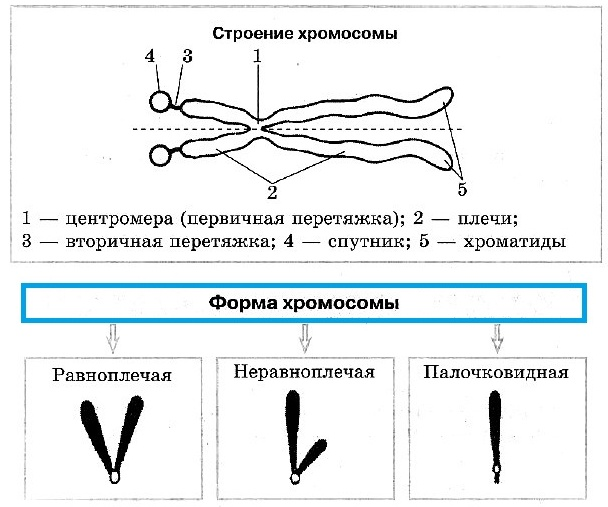 Строение хромосомы
4 3 1
2 5
1 — центромера (первичная перетяжка); 2 — плечи;
3 — вторичная перетяжка; 4 — спутник; 5 — хроматиды
Форма хромосомы
Равноплечая Неравноплечая Палочковидная